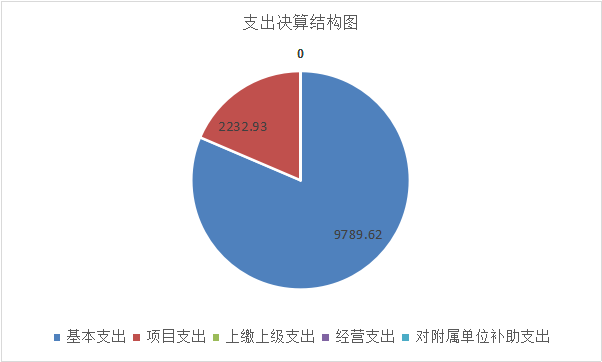 支出决算结构图
0
2232.93
9789.62
基本支出 项目支出 上缴上级支出 经营支出 对附属单位补助支出